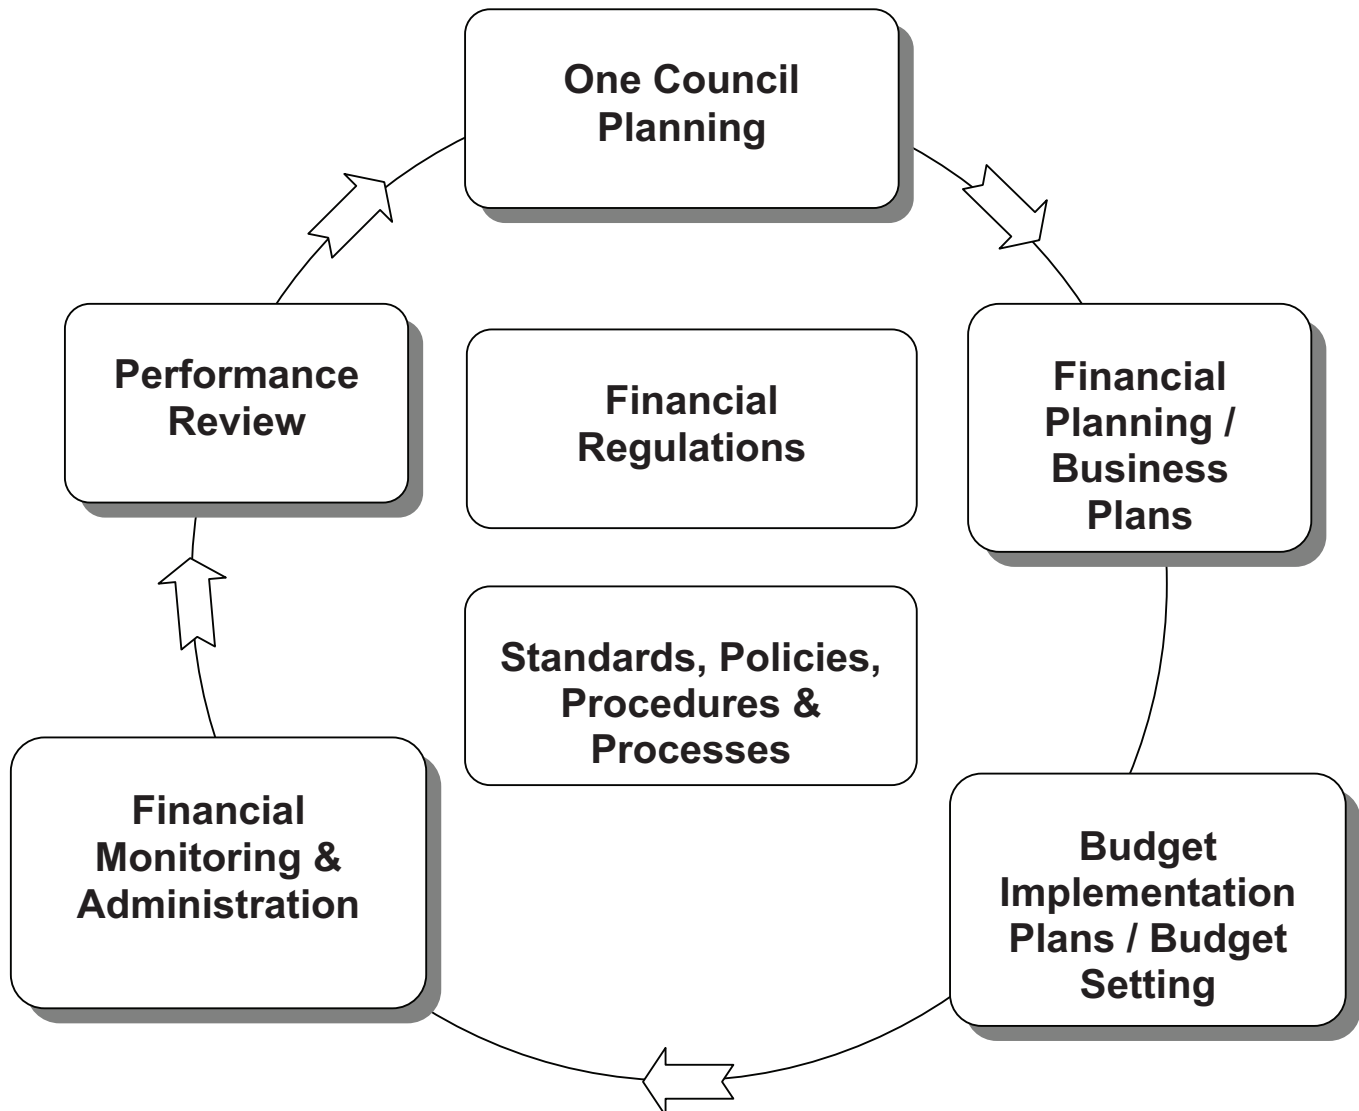 One Council
Planning
Performance
Review
Financial
Regulations
Financial
Planning /
Business
Plans
Standards, Policies,
Procedures &
Processes
Financial
Monitoring &
Administration
Budget
Implementation
Plans / Budget
Setting